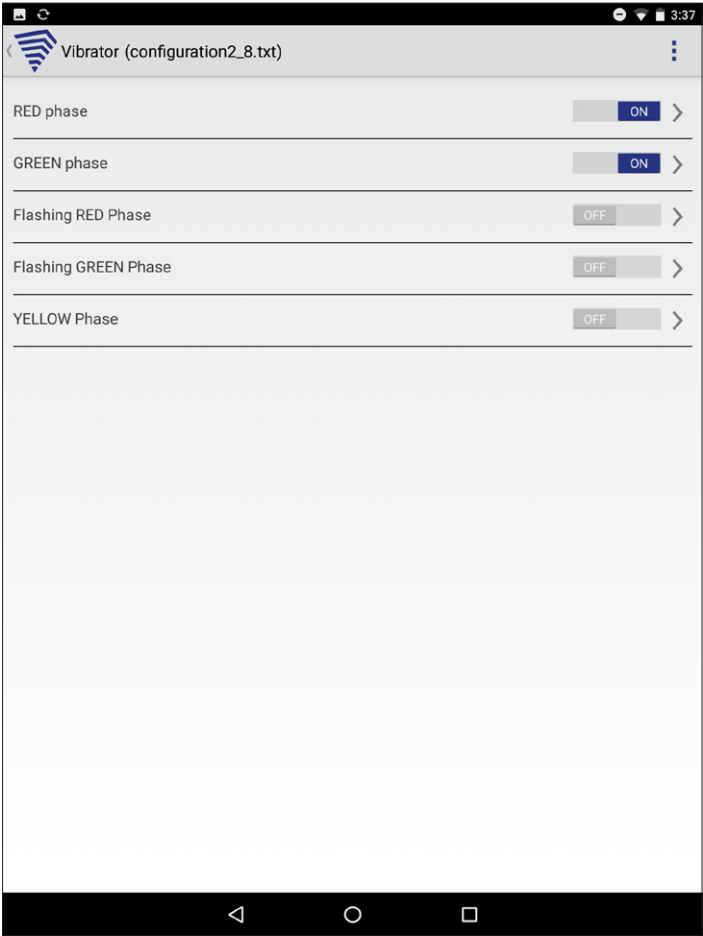 3:37
Vibrator (configuration2_8.txt)
RED phase ON
GREEN phase ON
Flashing RED Phase OFF
Flashing GREEN Phase OFF
YELLOW Phase OFF